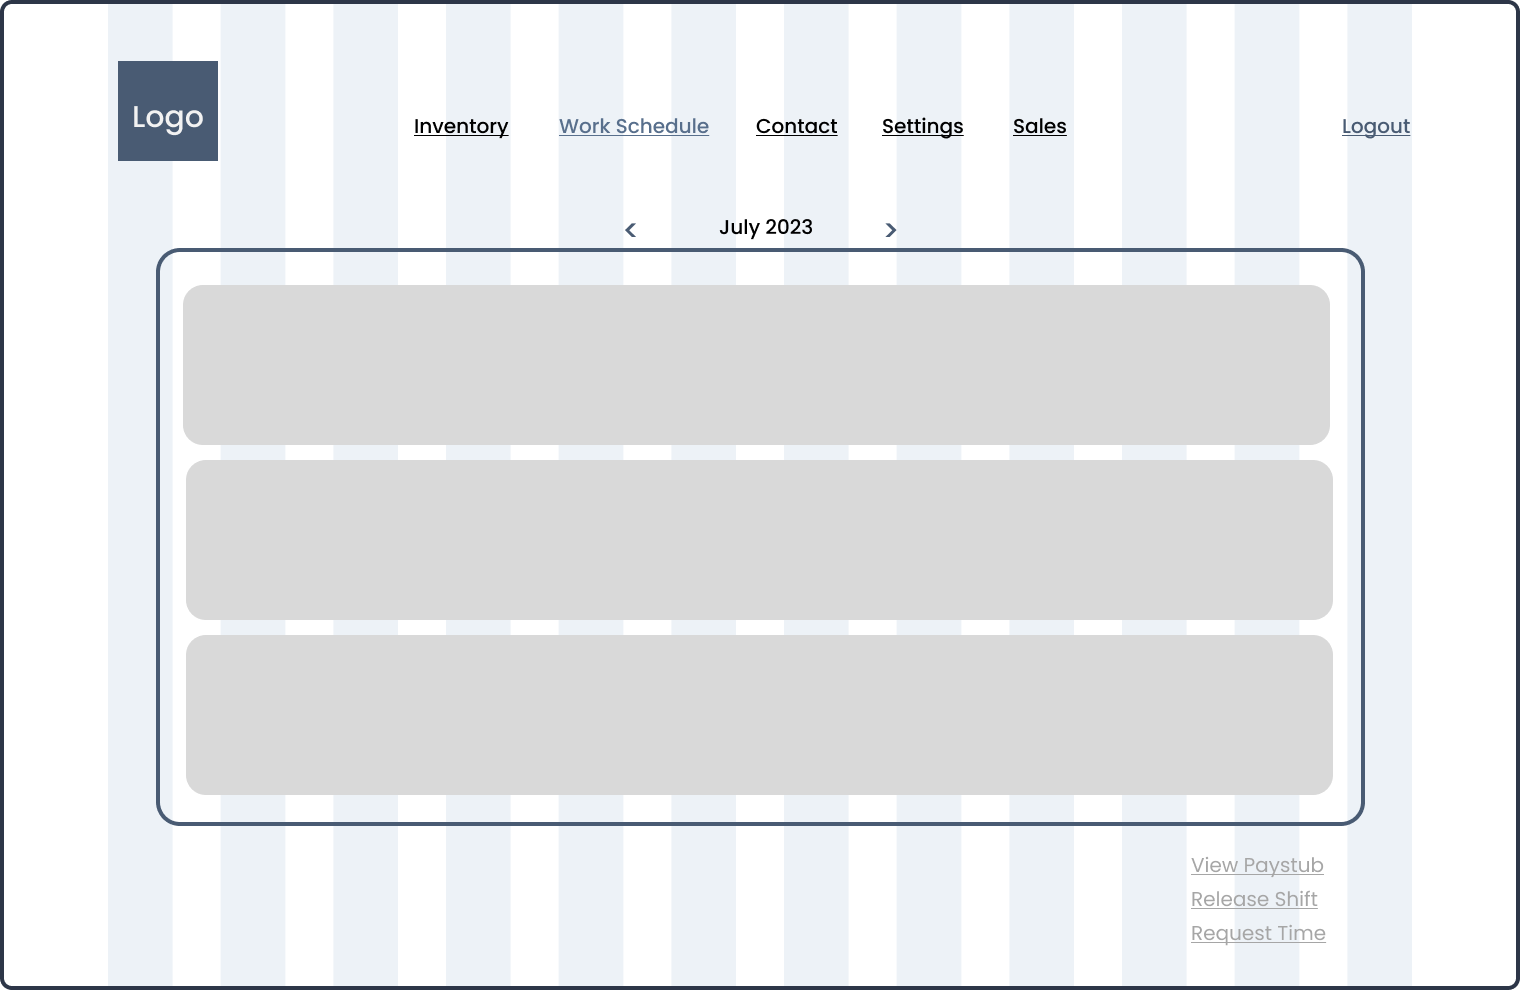 Logo
Inventory Work Schedule Contact Settings Sales Logout
< July 2023 >
View Paystub
Release Shift
Request Time